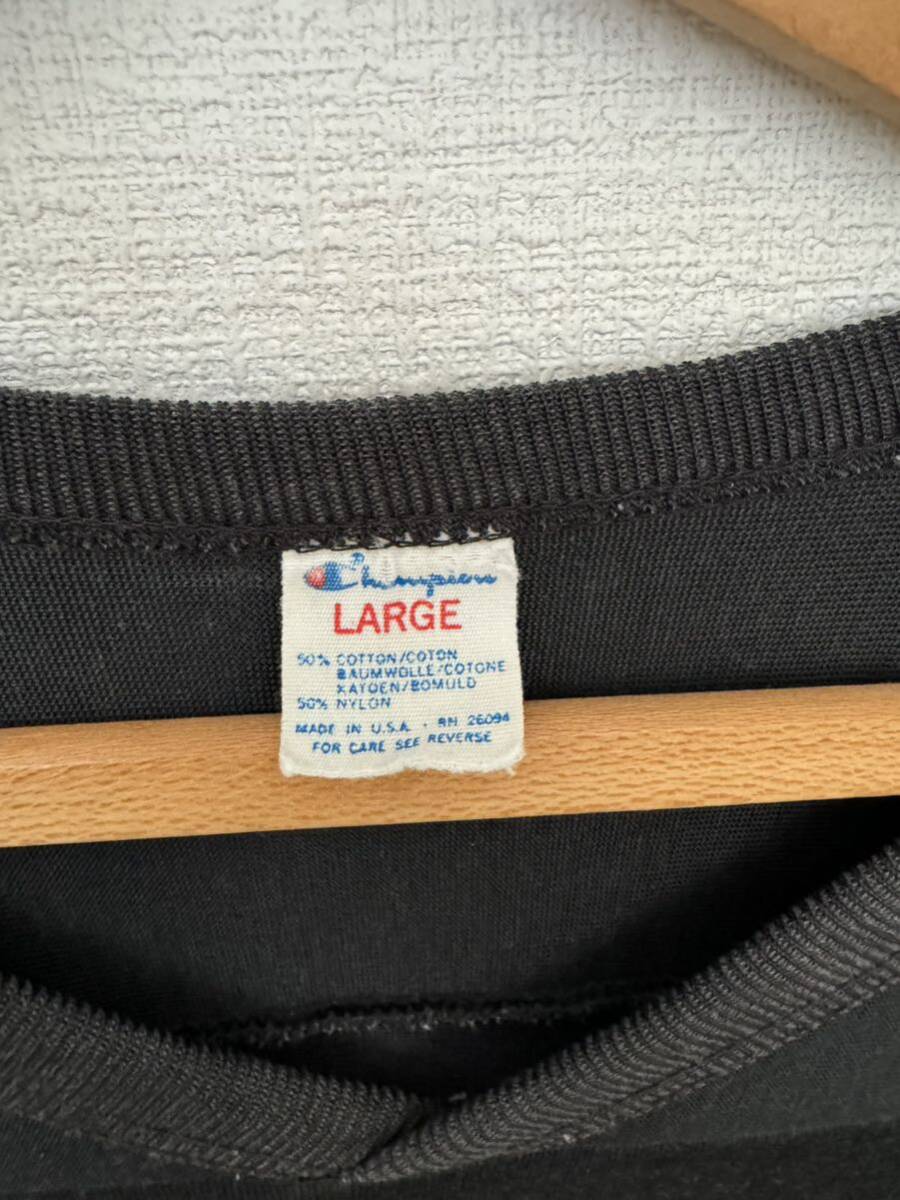 Champion
LARGE
50% COTTON/COTON
BAUMWOLLE/COTONE
KATOEN/BOMULD
50% NYLON
MADE IN U.S.A. · RN 26094
FOR CARE SEE REVERSE